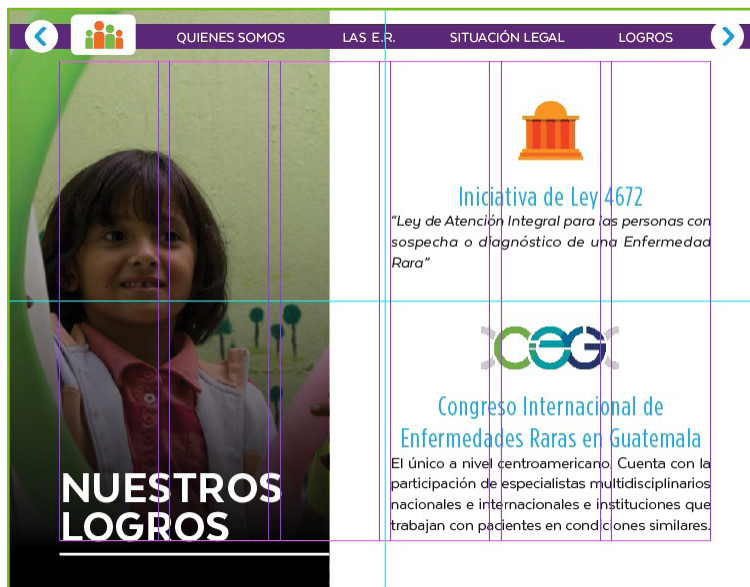 QUIENES SOMOS LAS E.R. SITUACIÓN LEGAL LOGROS
Iniciativa de Ley 4672
“Ley de Atención Integral para las personas con
sospecha o diagnóstico de una Enfermedad
Rara”
CEG
Congreso Internacional de
Enfermedades Raras en Guatemala
El único a nivel centroamericano. Cuenta con la
participación de especialistas multidisciplinarios
nacionales e internacionales e instituciones que
trabajan con pacientes en condiciones similares.
NUESTROS
LOGROS